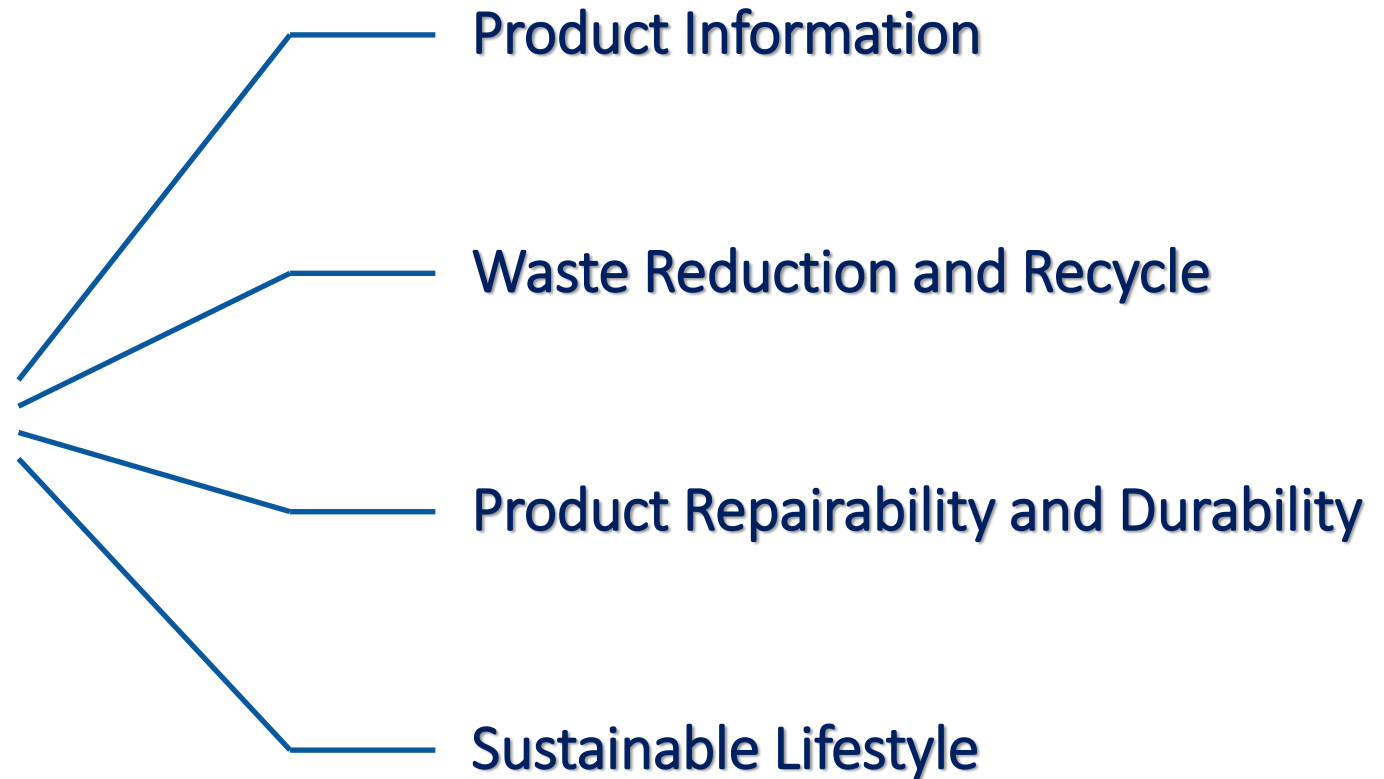 Product Information
Waste Reduction and Recycle
Product Repairability and Durability
Sustainable Lifestyle